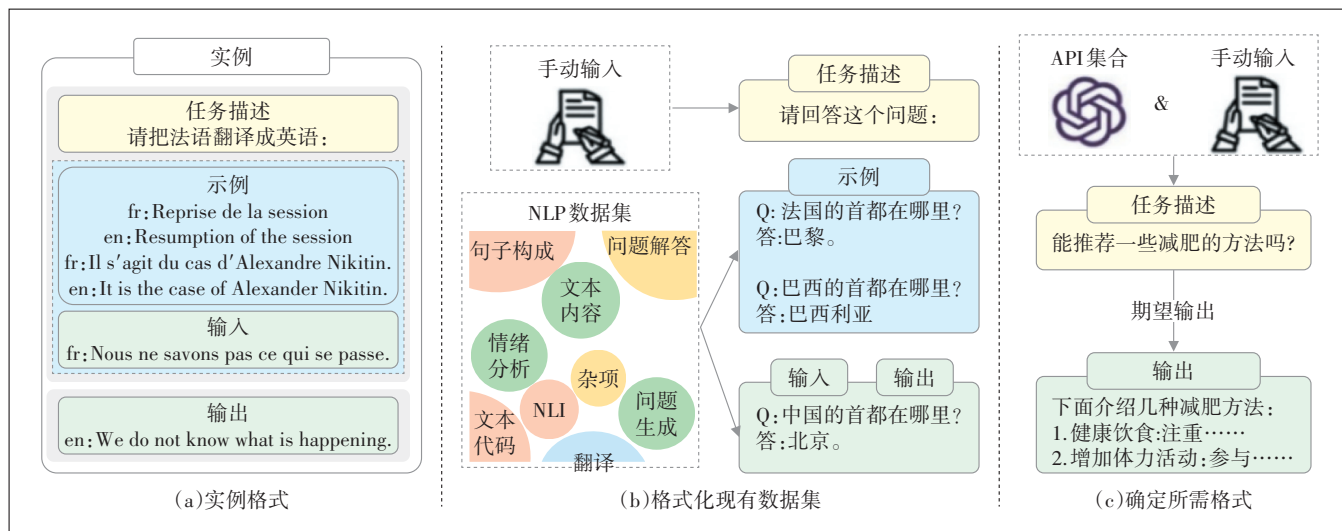 实例
任务描述
请把法语翻译成英语：
示例
fr:Reprise de la session
en:Resumption of the session
fr:Il s′agit du cas d′Alexandre Nikitin.
en:It is the case of Alexander Nikitin.
输入
fr:Nous ne savons pas ce qui se passe.
输出
en:We do not know what is happening.
(a)实例格式
手动输入
任务描述
请回答这个问题：
NLP数据集
句子构成
问题解答
文本
内容
情绪
分析
杂项
NLI
问题
生成
文本
代码
翻译
示例
Q:法国的首都在哪里？
答:巴黎。
Q:巴西的首都在哪里？
答:巴西利亚
输入
输出
Q:中国的首都在哪里？
答:北京。
(b)格式化现有数据集
API集合
&
手动输入
任务描述
能推荐一些减肥的方法吗?
期望输出
输出
下面介绍几种减肥方法：
1.健康饮食:注重……
2.增加体力活动:参与……
(c)确定所需格式